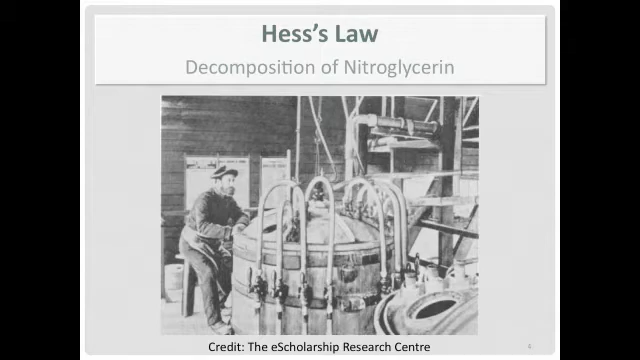 Hess's Law
Decomposition of Nitroglycerin
Credit: The eScholarship Research Centre